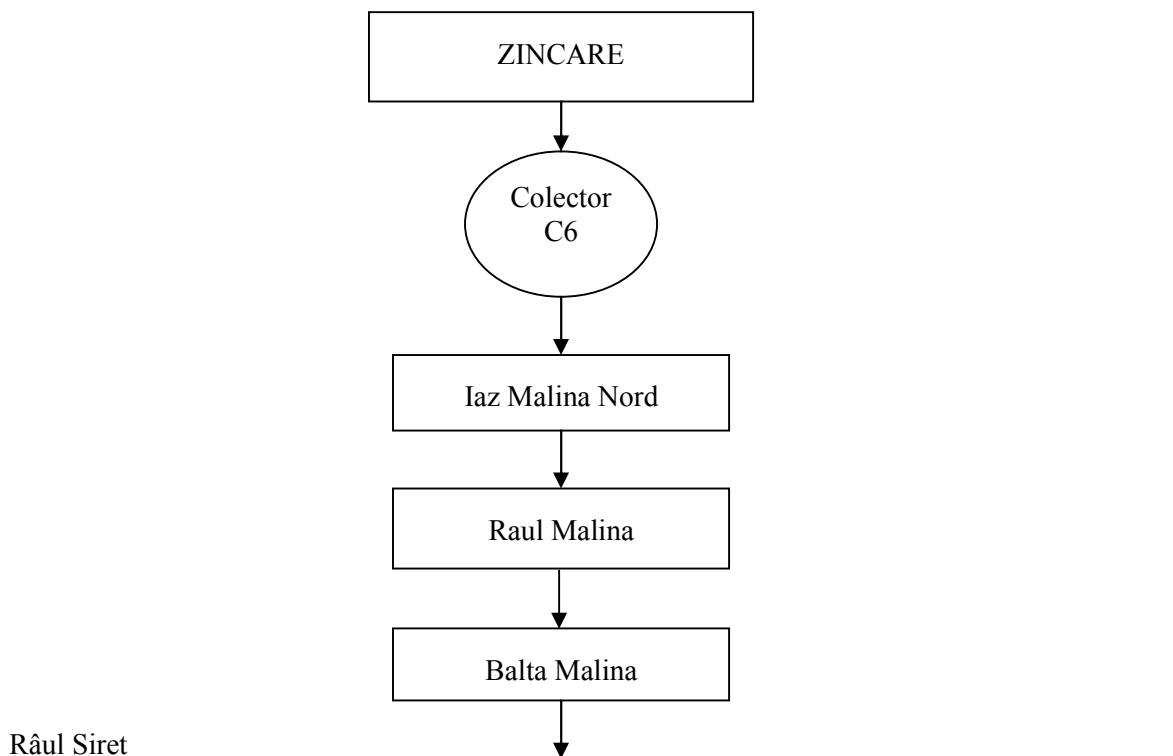 ZINCARE
Colector
C6
Iaz Malina Nord
Raul Malina
Balta Malina
Râul Siret